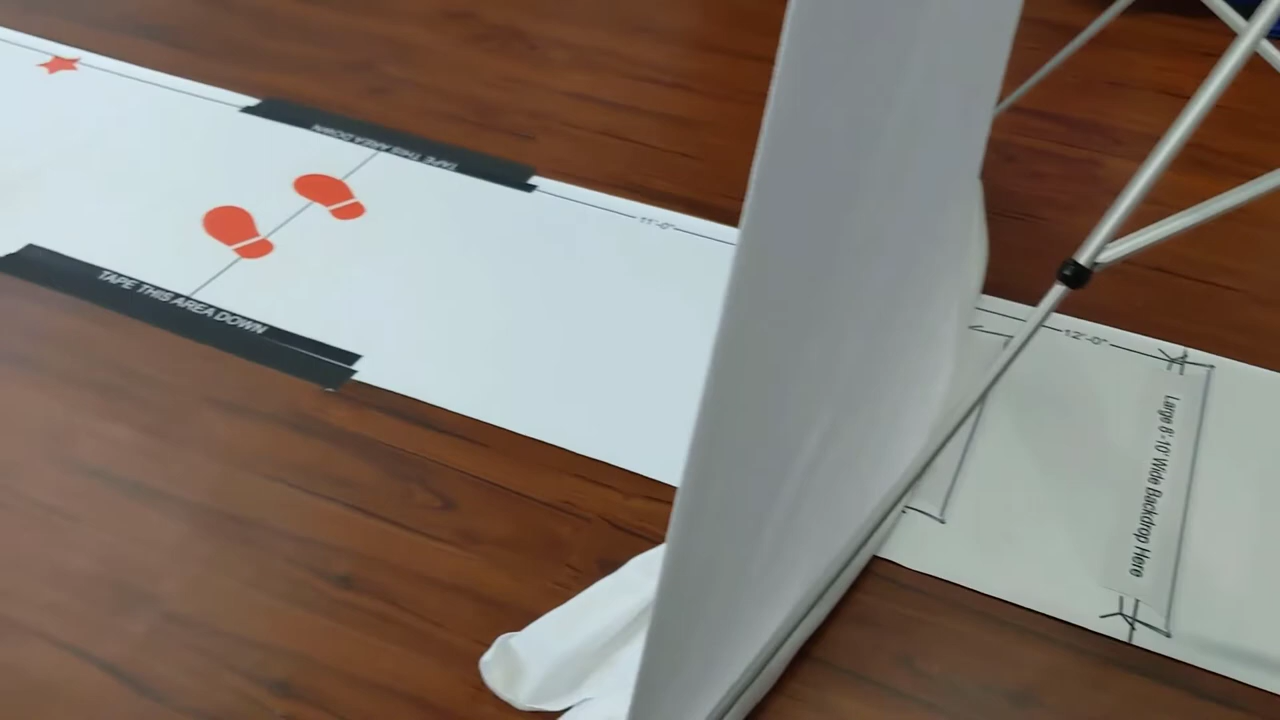 TAPE THIS AREA DOWN
11'-0"
TAPE THIS AREA DOWN
12'-0"
Large 8'-10' Wide Backdrop Here